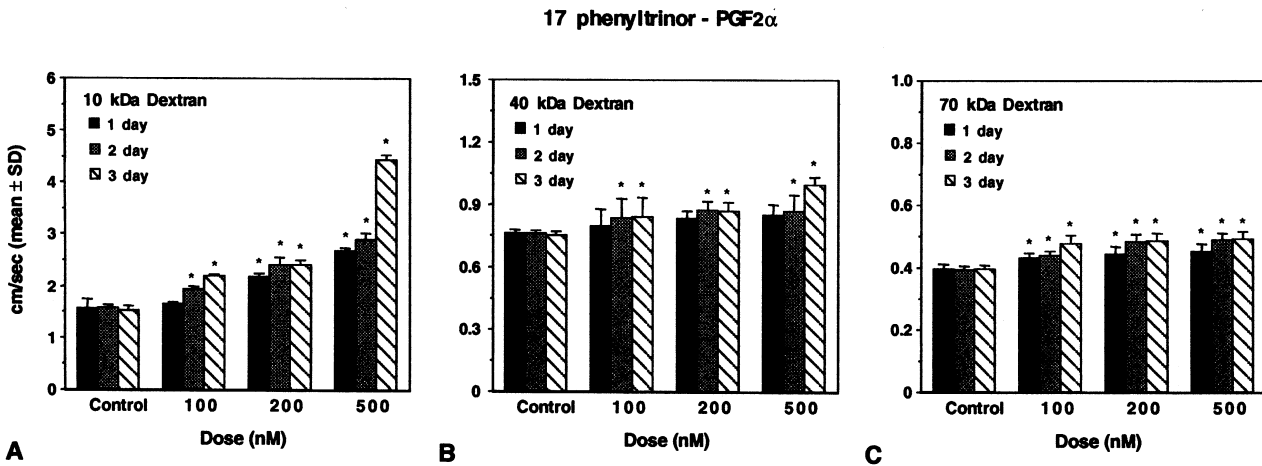 17 phenyltrinor - PGF2α
cm/sec (mean ± SD)
6
5
4
3
2
1
0
10 kDa Dextran
1 day
2 day
3 day
* * * * * * * *
Control 100 200 500
Dose (nM)
A
1.5
1.2
0.9
0.6
0.3
0
40 kDa Dextran
1 day
2 day
3 day
* * * * * *
Control 100 200 500
Dose (nM)
B
1.0
0.8
0.6
0.4
0.2
0
70 kDa Dextran
1 day
2 day
3 day
* * * * * * * * *
Control 100 200 500
Dose (nM)
C